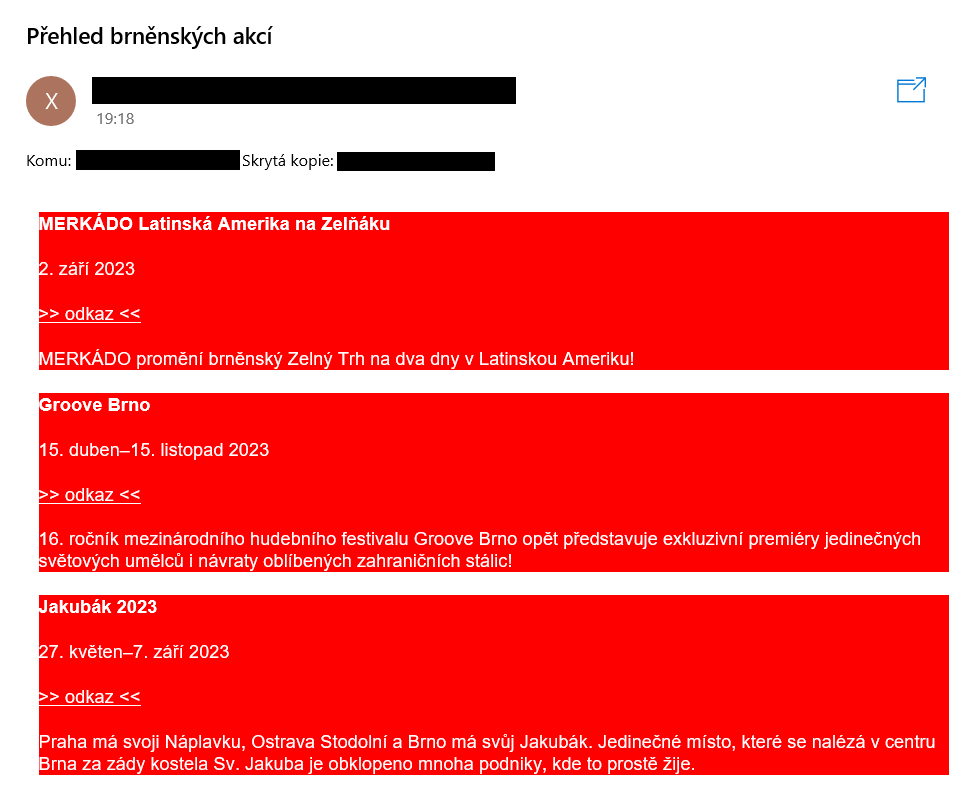 Přehled brněnských akcí
X
19:18
Komu: Skrytá kopie:
MERKÁDO Latinská Amerika na Zelňáku
2. září 2023
>> odkaz <<
MERKÁDO promění brněnský Zelný Trh na dva dny v Latinskou Ameriku!
Groove Brno
15. duben–15. listopad 2023
>> odkaz <<
16. ročník mezinárodního hudebního festivalu Groove Brno opět představuje exkluzivní premiéry jedinečných
světových umělců i návraty oblíbených zahraničních stálic!
Jakubák 2023
27. květen–7. září 2023
>> odkaz <<
Praha má svoji Náplavku, Ostrava Stodolní a Brno má svůj Jakubák. Jedinečné místo, které se nalézá v centru
Brna za zády kostela Sv. Jakuba je obklopeno mnoha podniky, kde to prostě žije.